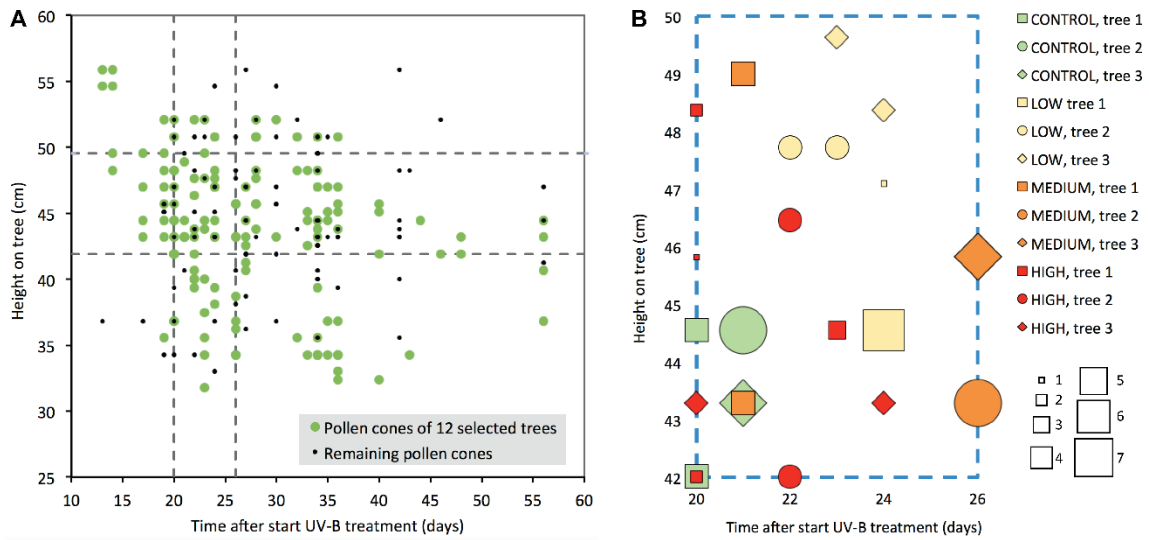 A
60
55
50
45
40
35
30
25
10
15
20
25
30
35
40
45
50
55
60
Height on tree (cm)
Time after start UV-B treatment (days)
Pollen cones of 12 selected trees
Remaining pollen cones
B
50
49
48
47
46
45
44
43
42
20
22
24
26
Height on tree (cm)
Time after start UV-B treatment (days)
CONTROL, tree 1
CONTROL, tree 2
CONTROL, tree 3
LOW tree 1
LOW, tree 2
LOW, tree 3
MEDIUM, tree 1
MEDIUM, tree 2
MEDIUM, tree 3
HIGH, tree 1
HIGH, tree 2
HIGH, tree 3
1
2
3
4
5
6
7